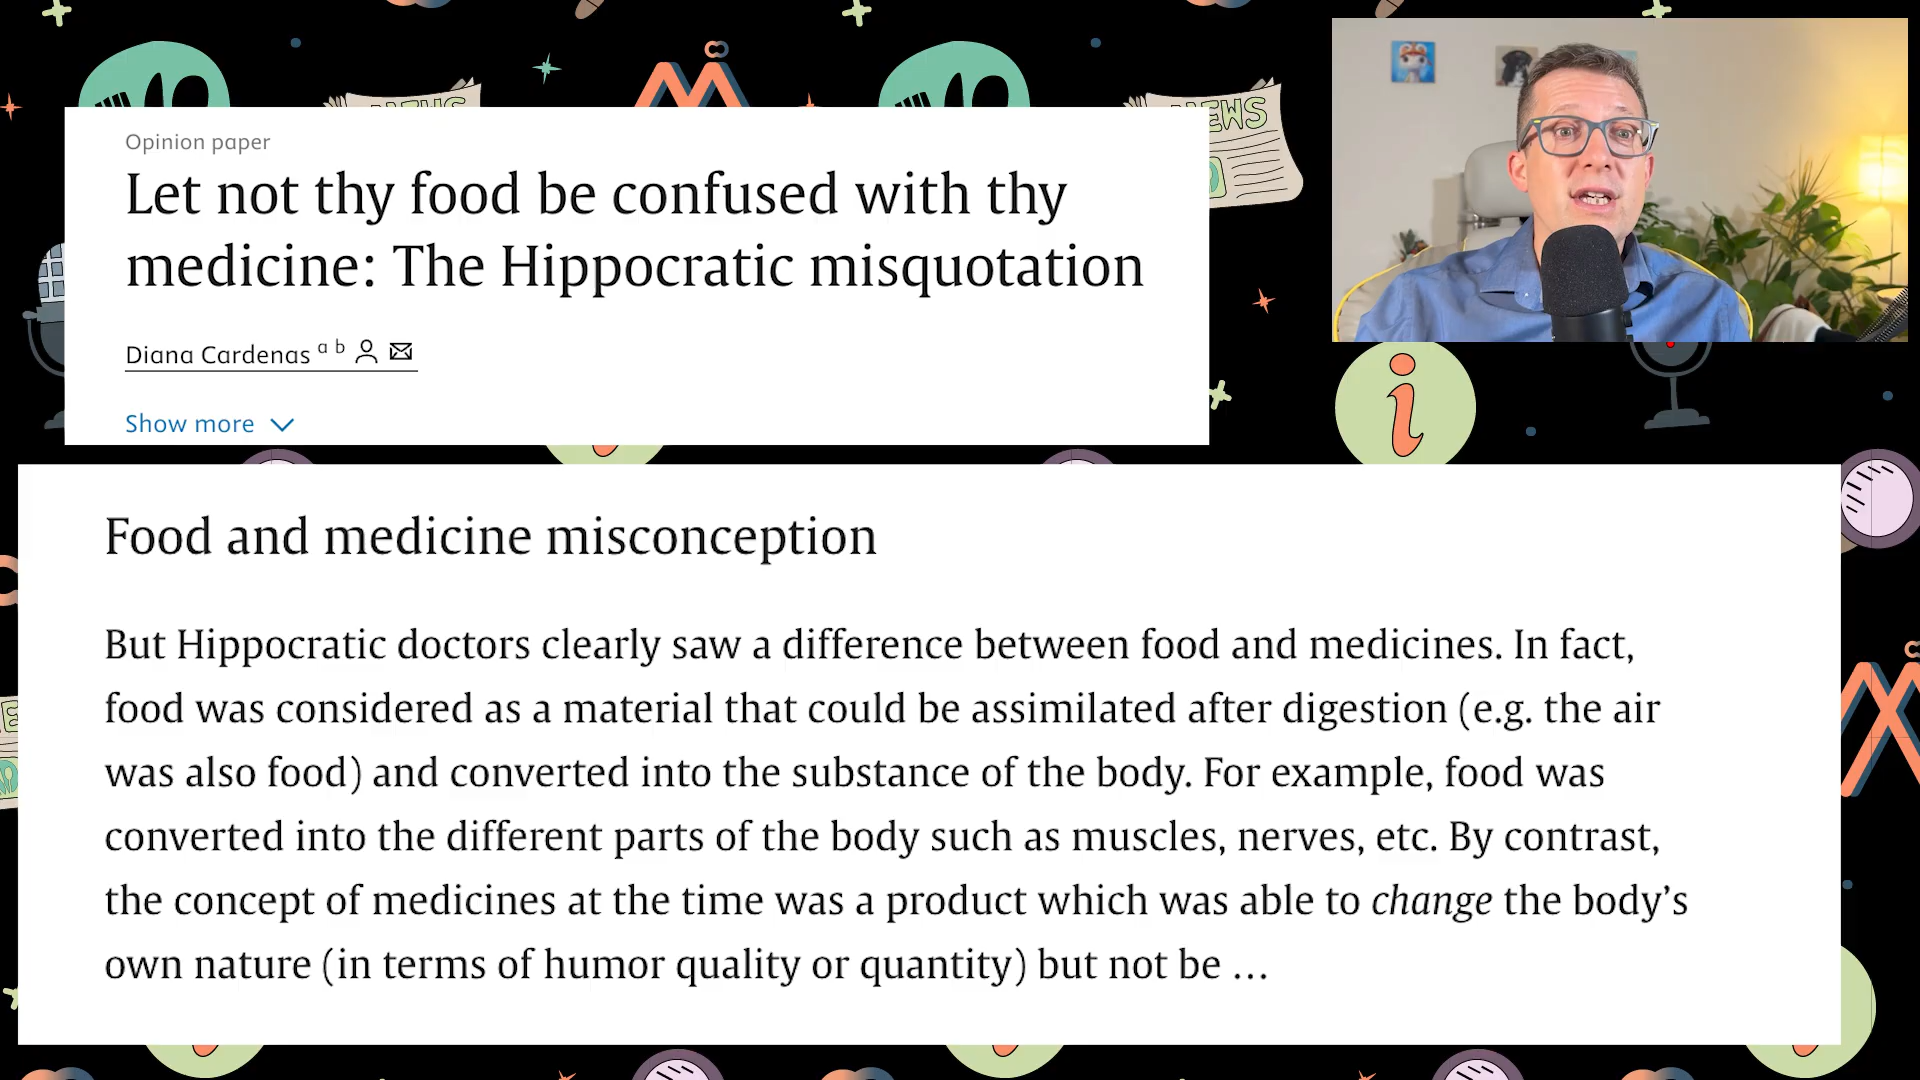 NEWS
NEWS
Opinion paper
Let not thy food be confused with thy
medicine: The Hippocratic misquotation
Diana Cardenas a b
Show more
Food and medicine misconception
But Hippocratic doctors clearly saw a difference between food and medicines. In fact,
food was considered as a material that could be assimilated after digestion (e.g. the air
was also food) and converted into the substance of the body. For example, food was
converted into the different parts of the body such as muscles, nerves, etc. By contrast,
the concept of medicines at the time was a product which was able to change the body’s
own nature (in terms of humor quality or quantity) but not be …